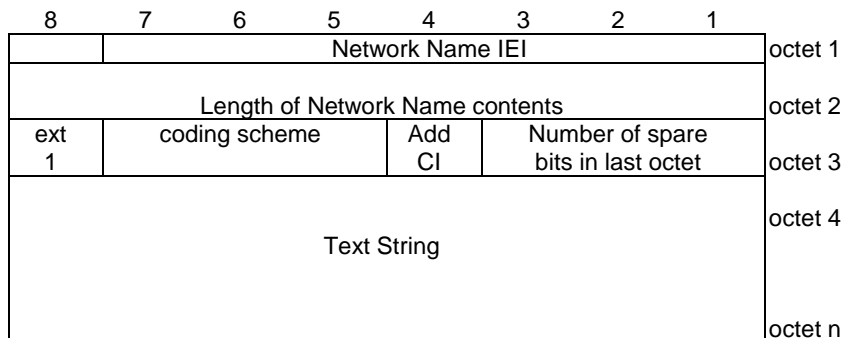 8 7 6 5 4 3 2 1
Network Name IEI octet 1
Length of Network Name contents octet 2
ext coding scheme Add Number of spare
1 CI bits in last octet octet 3
octet 4
Text String
octet n